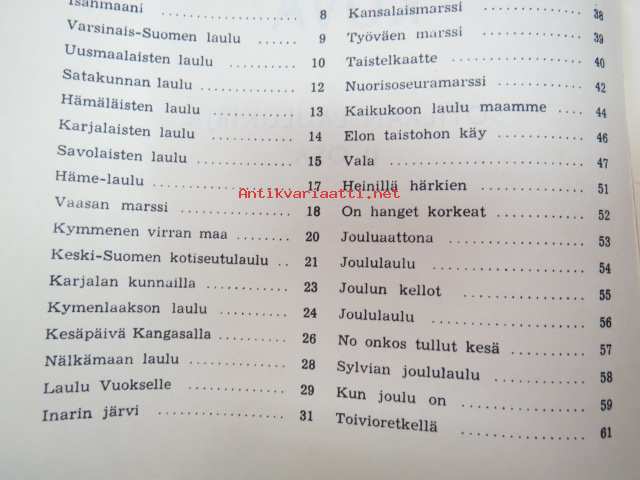 Isänmaani ......... 8
Varsinais-Suomen laulu ......... 9
Uusmaalaisten laulu ......... 10
Satakunnan laulu ......... 12
Hämäläisten laulu ......... 13
Karjalaisten laulu ......... 14
Savolaisten laulu ......... 15
Häme-laulu ......... 17
Vaasan marssi ......... 18
Kymmenen virran maa ......... 20
Keski-Suomen kotiseutulaulu .. 21
Karjalan kunnailla ......... 23
Kymenlaakson laulu ......... 24
Kesäpäivä Kangasalla ......... 26
Nälkämaan laulu ......... 28
Laulu Vuokselle ......... 29
Inarin järvi ......... 31
Kansalaismarssi ......... 38
Työväen marssi ......... 39
Taistelkaatte ......... 40
Nuorisoseuramarssi ......... 42
Kaikukoon laulu maamme .... 44
Elon taistohon käy ......... 46
Vala ......... 47
Heinillä härkien ......... 51
On hanget korkeat ......... 52
Jouluaattona ......... 53
Joululaulu ......... 54
Joulun kellot ......... 55
Joululaulu ......... 56
No onkos tullut kesä ......... 57
Sylvian joululaulu ......... 58
Kun joulu on ......... 59
Toivioretkellä ......... 61
Antikvariaatti.net